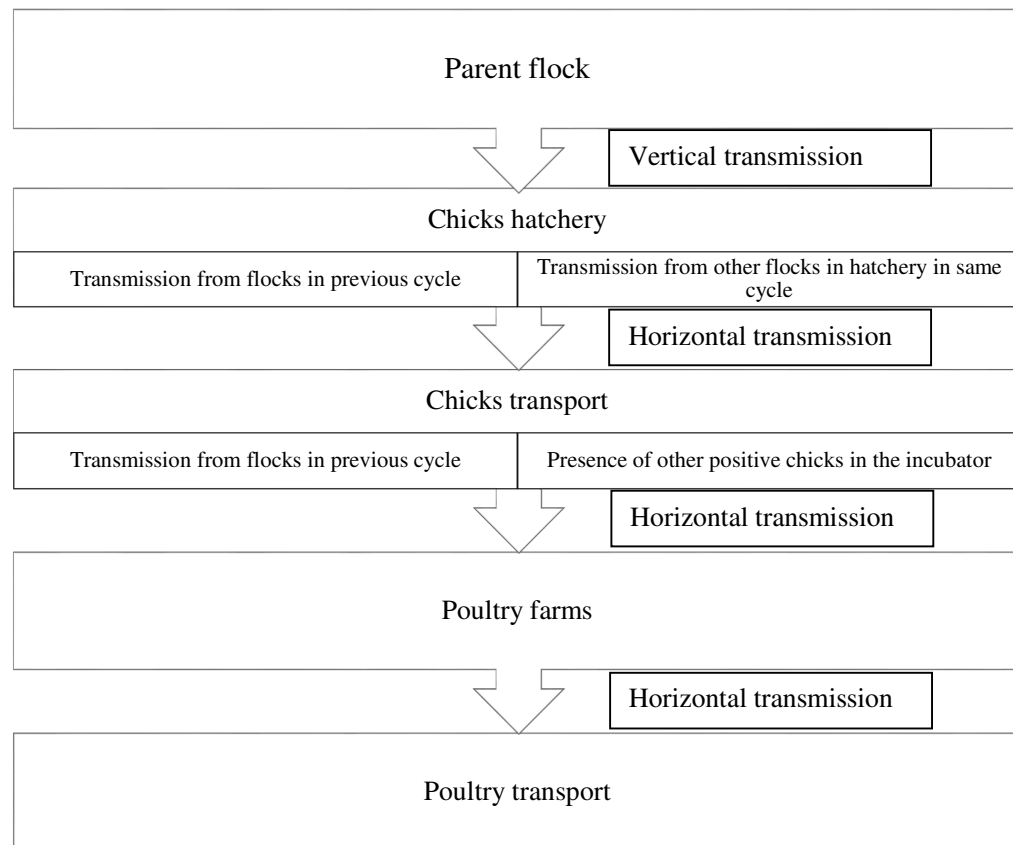 Parent flock
Vertical transmission
Chicks hatchery
Transmission from flocks in previous cycle
Transmission from other flocks in hatchery in same
cycle
Horizontal transmission
Chicks transport
Transmission from flocks in previous cycle
Presence of other positive chicks in the incubator
Horizontal transmission
Poultry farms
Horizontal transmission
Poultry transport